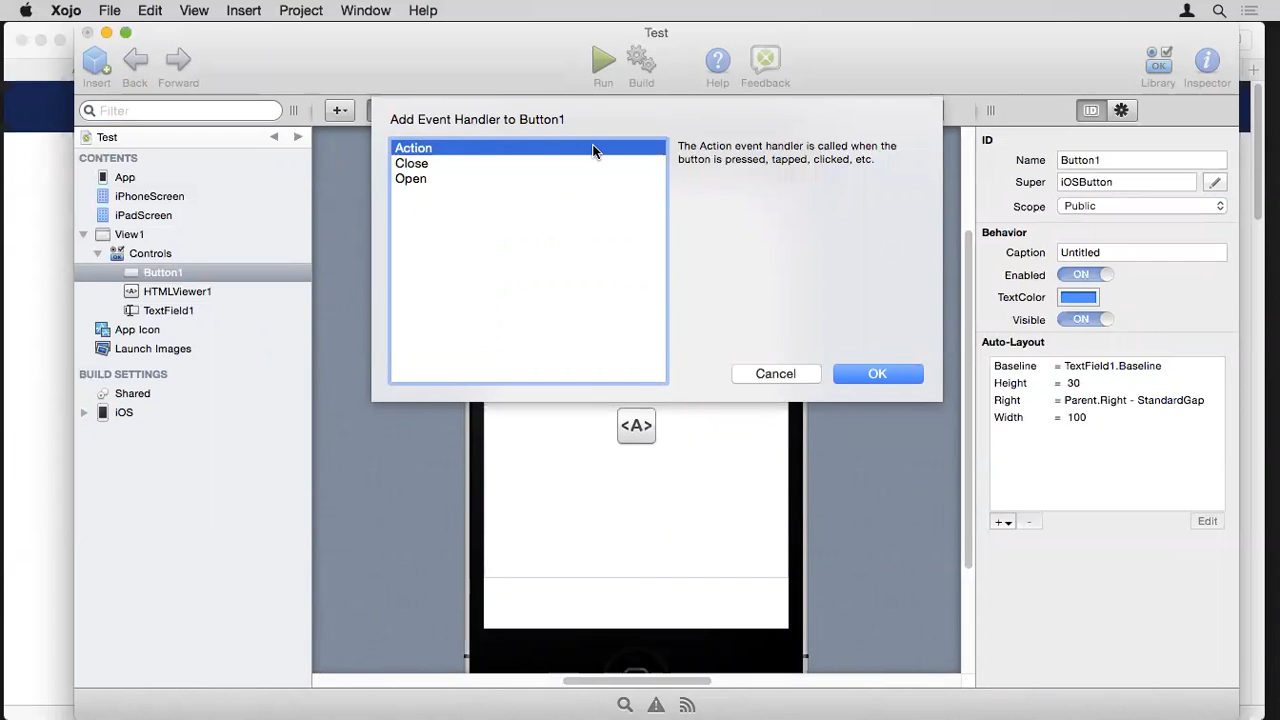 Xojo File Edit View Insert Project Window Help
Test
Insert Back Forward Run Build Help Feedback Library Inspector
OK
Filter
+
ID
Test
CONTENTS
App
iPhoneScreen
iPadScreen
View1
Controls
Button1
<A> HTMLViewer1
TextField1
App Icon
Launch Images
BUILD SETTINGS
Shared
iOS
Add Event Handler to Button1
Action
Close
Open
The Action event handler is called when the
button is pressed, tapped, clicked, etc.
Cancel OK
<A>
ID
Name Button1
Super iOSButton
Scope Public
Behavior
Caption Untitled
Enabled ON
TextColor
Visible ON
Auto-Layout
Baseline = TextField1.Baseline
Height = 30
Right = Parent.Right - StandardGap
Width = 100
+ - Edit